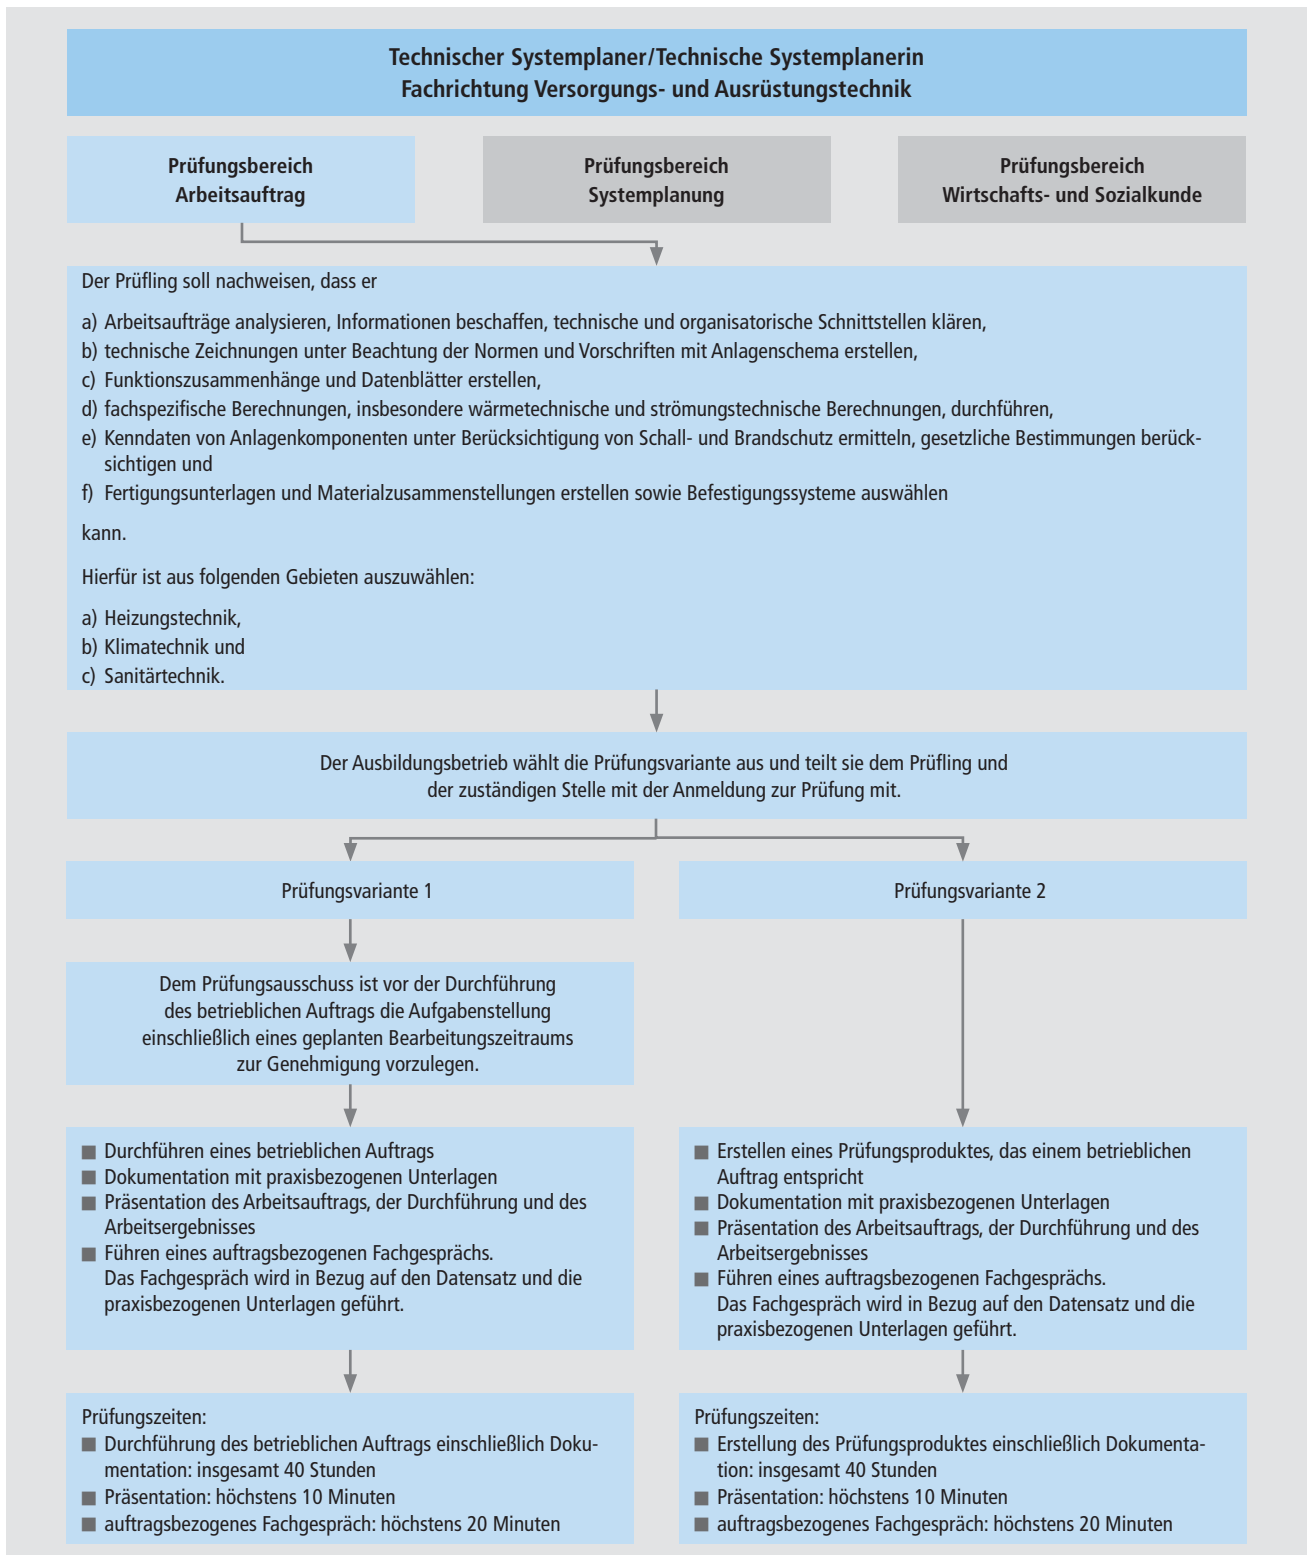 Technischer Systemplaner/Technische Systemplanerin
Fachrichtung Versorgungs- und Ausrüstungstechnik
Prüfungsbereich
Arbeitsauftrag
Prüfungsbereich
Systemplanung
Prüfungsbereich
Wirtschafts- und Sozialkunde
Der Prüfling soll nachweisen, dass er
a) Arbeitsaufträge analysieren, Informationen beschaffen, technische und organisatorische Schnittstellen klären,
b) technische Zeichnungen unter Beachtung der Normen und Vorschriften mit Anlagenschema erstellen,
c) Funktionszusammenhänge und Datenblätter erstellen,
d) fachspezifische Berechnungen, insbesondere wärmetechnische und strömungstechnische Berechnungen, durchführen,
e) Kenndaten von Anlagenkomponenten unter Berücksichtigung von Schall- und Brandschutz ermitteln, gesetzliche Bestimmungen berück-
sichtigen und
f) Fertigungsunterlagen und Materialzusammenstellungen erstellen sowie Befestigungssysteme auswählen
kann.
Hierfür ist aus folgenden Gebieten auszuwählen:
a) Heizungstechnik,
b) Klimatechnik und
c) Sanitärtechnik.
Der Ausbildungsbetrieb wählt die Prüfungsvariante aus und teilt sie dem Prüfling und
der zuständigen Stelle mit der Anmeldung zur Prüfung mit.
Prüfungsvariante 1
Dem Prüfungsausschuss ist vor der Durchführung
des betrieblichen Auftrags die Aufgabenstellung
einschließlich eines geplanten Bearbeitungszeitraums
zur Genehmigung vorzulegen.
■ Durchführen eines betrieblichen Auftrags
■ Dokumentation mit praxisbezogenen Unterlagen
■ Präsentation des Arbeitsauftrags, der Durchführung und des
Arbeitsergebnisses
■ Führen eines auftragsbezogenen Fachgesprächs.
Das Fachgespräch wird in Bezug auf den Datensatz und die
praxisbezogenen Unterlagen geführt.
Prüfungszeiten:
■ Durchführung des betrieblichen Auftrags einschließlich Doku-
mentation: insgesamt 40 Stunden
■ Präsentation: höchstens 10 Minuten
■ auftragsbezogenes Fachgespräch: höchstens 20 Minuten
Prüfungsvariante 2
■ Erstellen eines Prüfungsproduktes, das einem betrieblichen
Auftrag entspricht
■ Dokumentation mit praxisbezogenen Unterlagen
■ Präsentation des Arbeitsauftrags, der Durchführung und des
Arbeitsergebnisses
■ Führen eines auftragsbezogenen Fachgesprächs.
Das Fachgespräch wird in Bezug auf den Datensatz und die
praxisbezogenen Unterlagen geführt.
Prüfungszeiten:
■ Erstellung des Prüfungsproduktes einschließlich Dokumenta-
tion: insgesamt 40 Stunden
■ Präsentation: höchstens 10 Minuten
■ auftragsbezogenes Fachgespräch: höchstens 20 Minuten